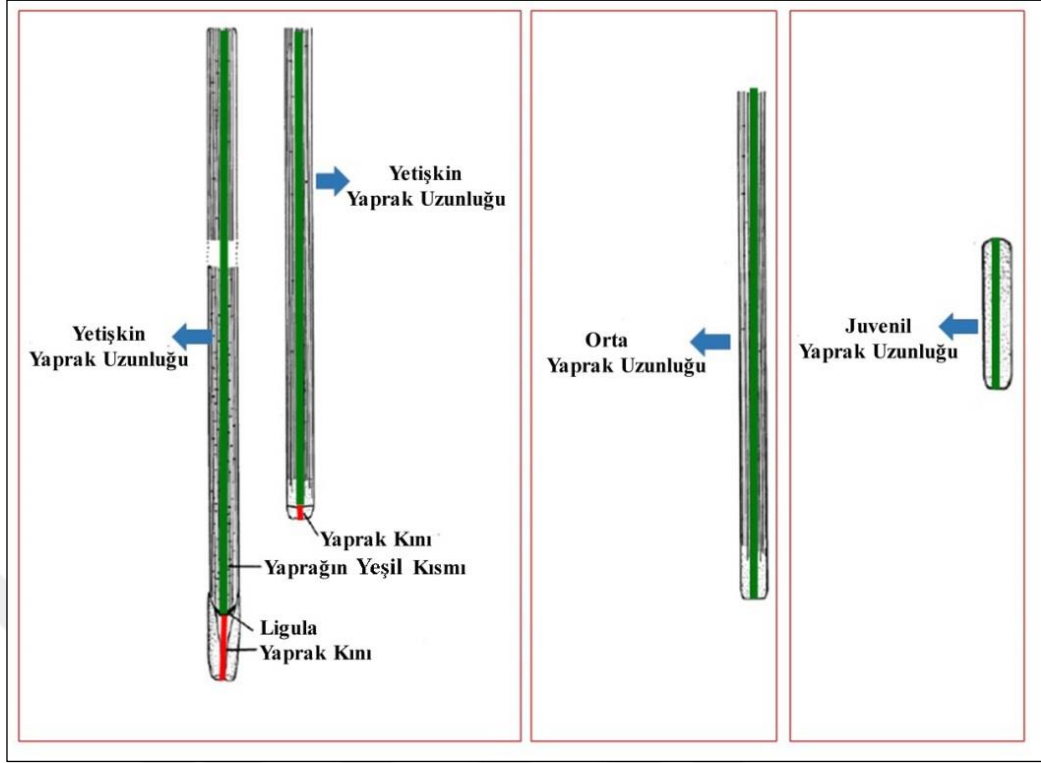 Yetişkin
Yaprak Uzunluğu
Yetişkin
Yaprak Uzunluğu
Yaprak Kını
Yaprağın Yeşil Kısmı
Ligula
Yaprak Kını
Orta
Yaprak Uzunluğu
Juvenil
Yaprak Uzunluğu